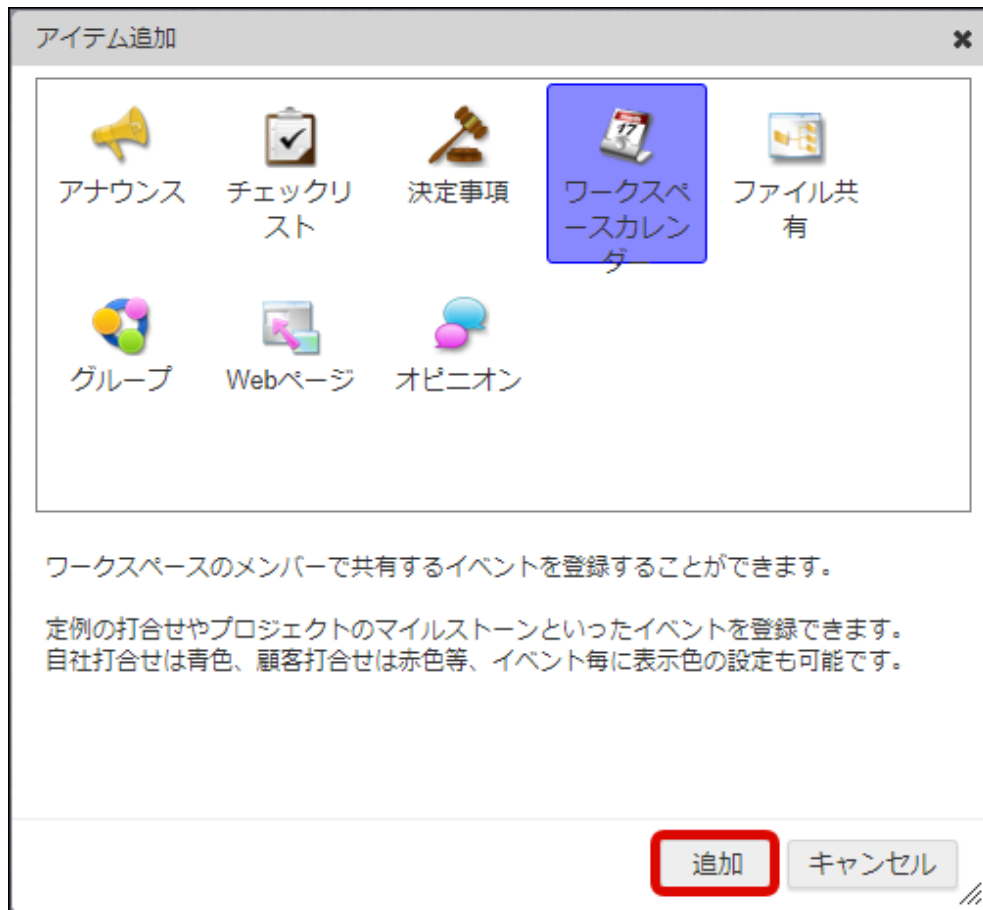 アイテム追加
アナウンス
チェックリ
スト
決定事項
17
ワークスペ
ースカレン
ダー
ファイル共
有
グループ
Webページ
オピニオン
ワークスペースのメンバーで共有するイベントを登録することができます。
定例の打合せやプロジェクトのマイルストーンといったイベントを登録できます。
自社打合せは青色、顧客打合せは赤色等、イベント毎に表示色の設定も可能です。
追加
キャンセル